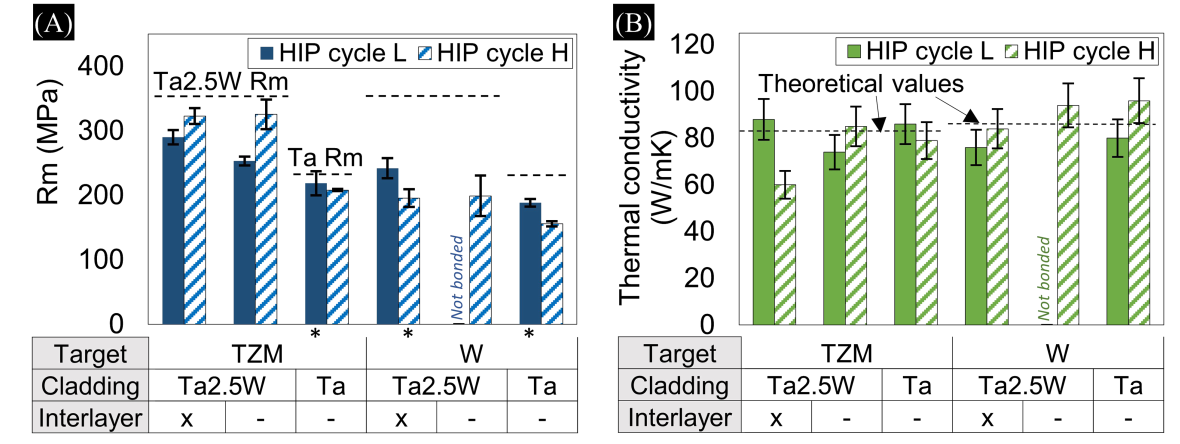 (A)
HIP cycle L HIP cycle H
Ta2.5W Rm
Ta Rm
Rm (MPa)
400
300
200
100
0
Not bonded
* * *
Target TZM W
Cladding Ta2.5W Ta Ta2.5W Ta
Interlayer x - - x - -
(B)
HIP cycle L HIP cycle H
Theoretical values
Thermal conductivity
(W/mK)
120
100
80
60
40
20
0
Not bonded
Target TZM W
Cladding Ta2.5W Ta Ta2.5W Ta
Interlayer x - - x - -